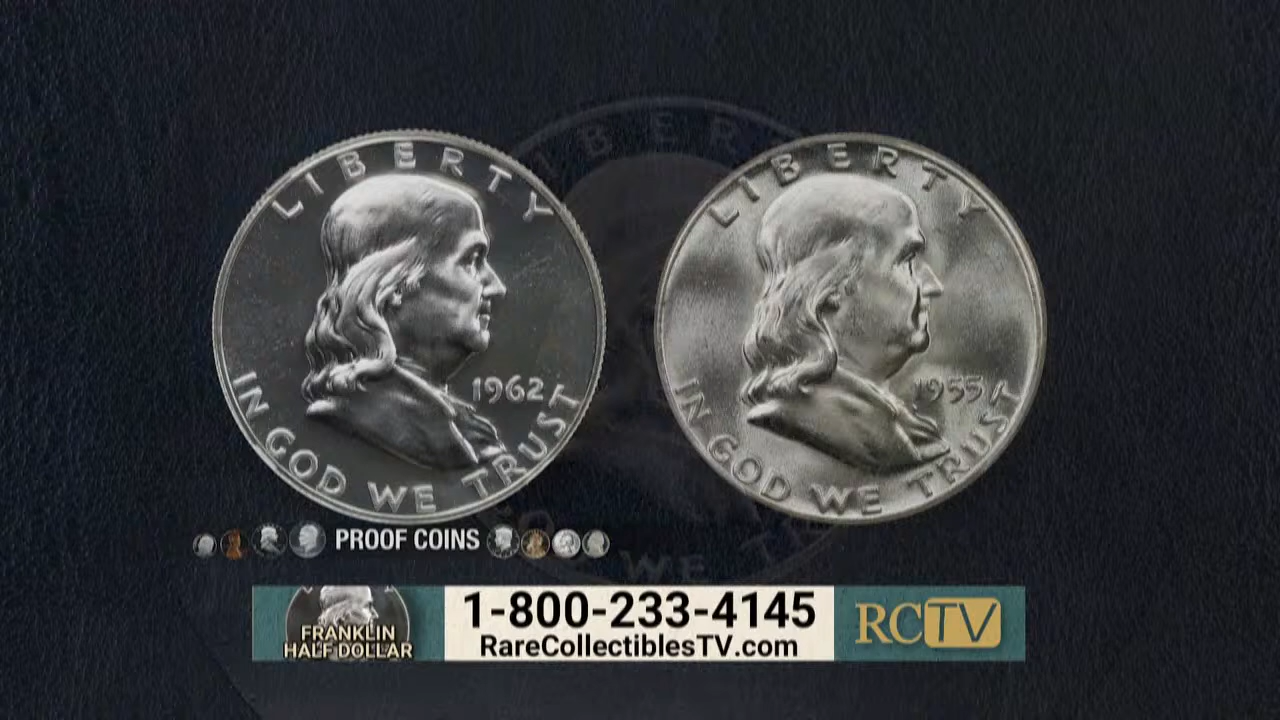 LIBERTY
IN GOD WE TRUST
1962
LIBERTY
IN GOD WE TRUST
1955
PROOF COINS
FRANKLIN
HALF DOLLAR
1-800-233-4145
RareCollectiblesTV.com
RCTV